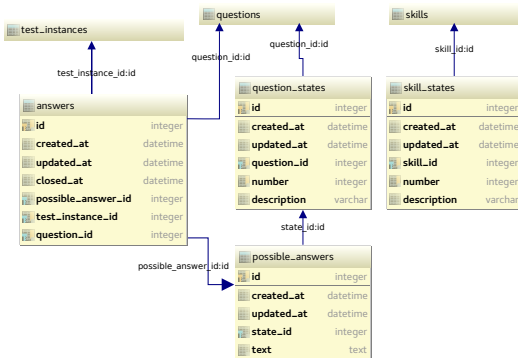 test_instances
questions
skills
question_id:id
question_id:id
skill_id:id
test_instance_id:id
answers
id integer
created_at datetime
updated_at datetime
closed_at datetime
possible_answer_id integer
test_instance_id integer
question_id integer
question_states
id integer
created_at datetime
updated_at datetime
question_id integer
number integer
description varchar
skill_states
id integer
created_at datetime
updated_at datetime
skill_id integer
number integer
description varchar
state_id:id
possible_answer_id:id
possible_answers
id integer
created_at datetime
updated_at datetime
state_id integer
text text